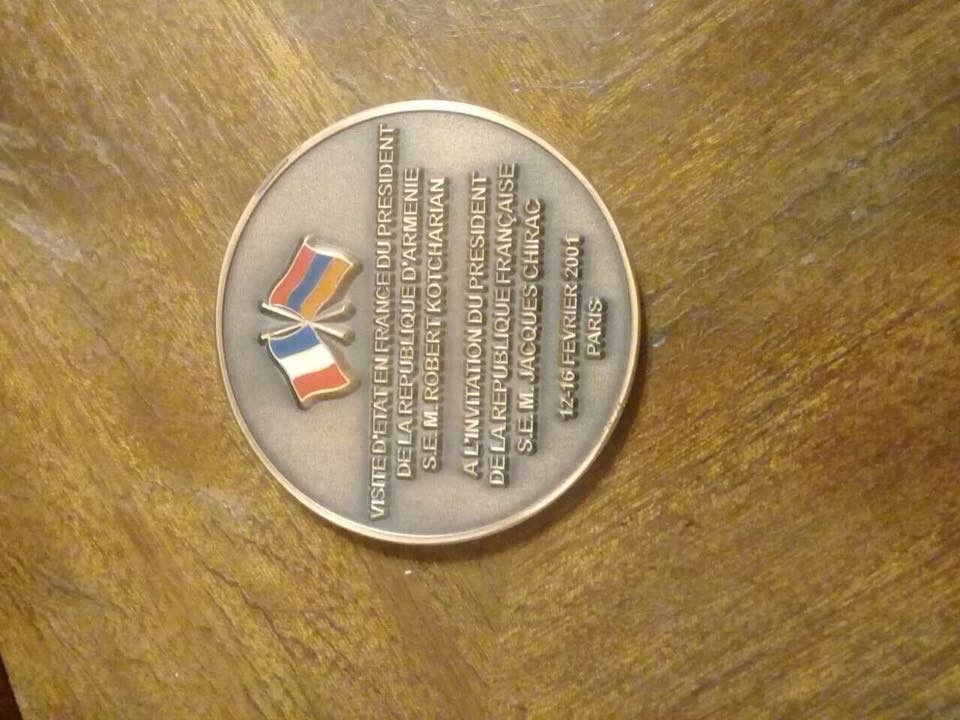 VISITE D'ETAT EN FRANCE DU PRESIDENT
DE LA REPUBLIQUE D'ARMENIE
S.E.M. ROBERT KOTCHARIAN
A L'INVITATION DU PRESIDENT
DE LA REPUBLIQUE FRANÇAISE
S.E.M. JACQUES CHIRAC
12-16 FEVRIER 2001
PARIS